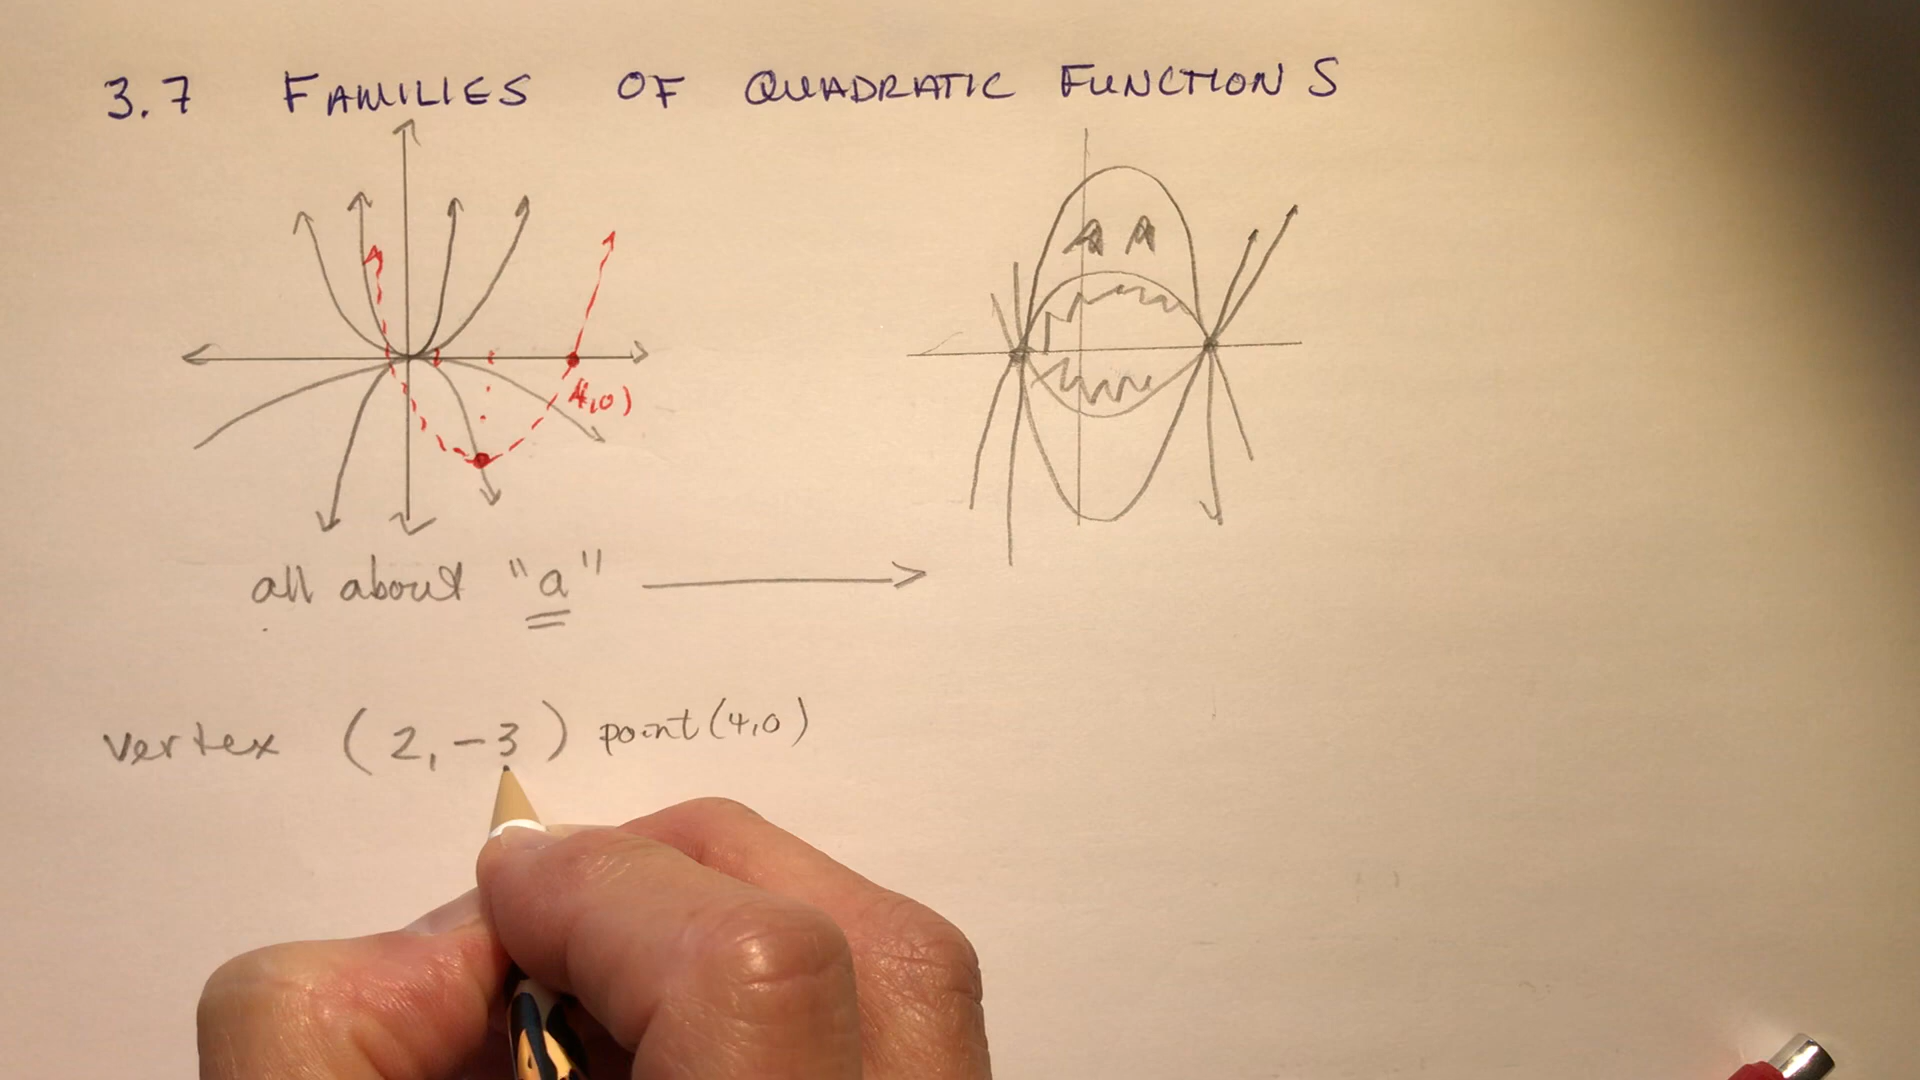 3.7 FAMILIES OF QUADRATIC FUNCTIONS
(4,0)
all about "a"
vertex (2,-3) point (4,0)